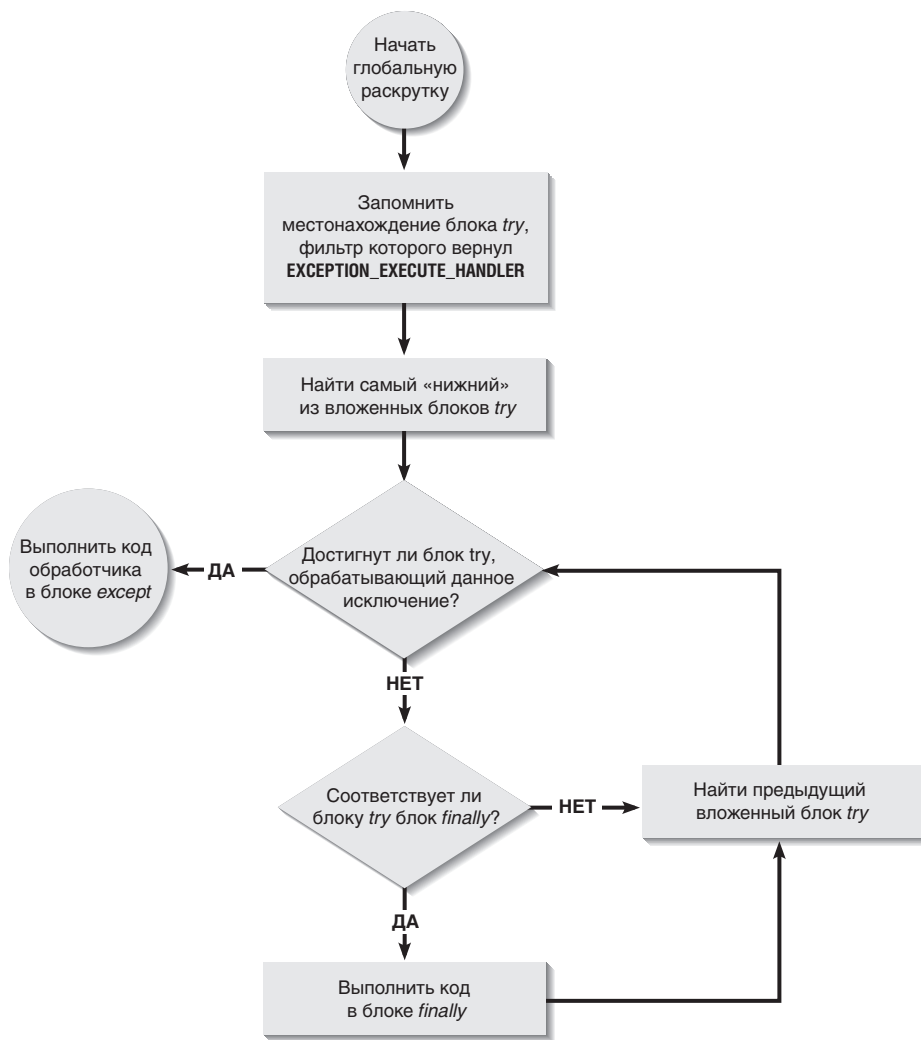 Начать
глобальную
раскрутку
Запомнить
местонахождение блока try,
фильтр которого вернул
EXCEPTION_EXECUTE_HANDLER
Найти самый «нижний»
из вложенных блоков try
Достигнут ли блок try,
обрабатывающий данное
исключение?
ДА
Выполнить код
обработчика
в блоке except
НЕТ
Соответствует ли
блоку try блок finally?
НЕТ
Найти предыдущий
вложенный блок try
ДА
Выполнить код
в блоке finally